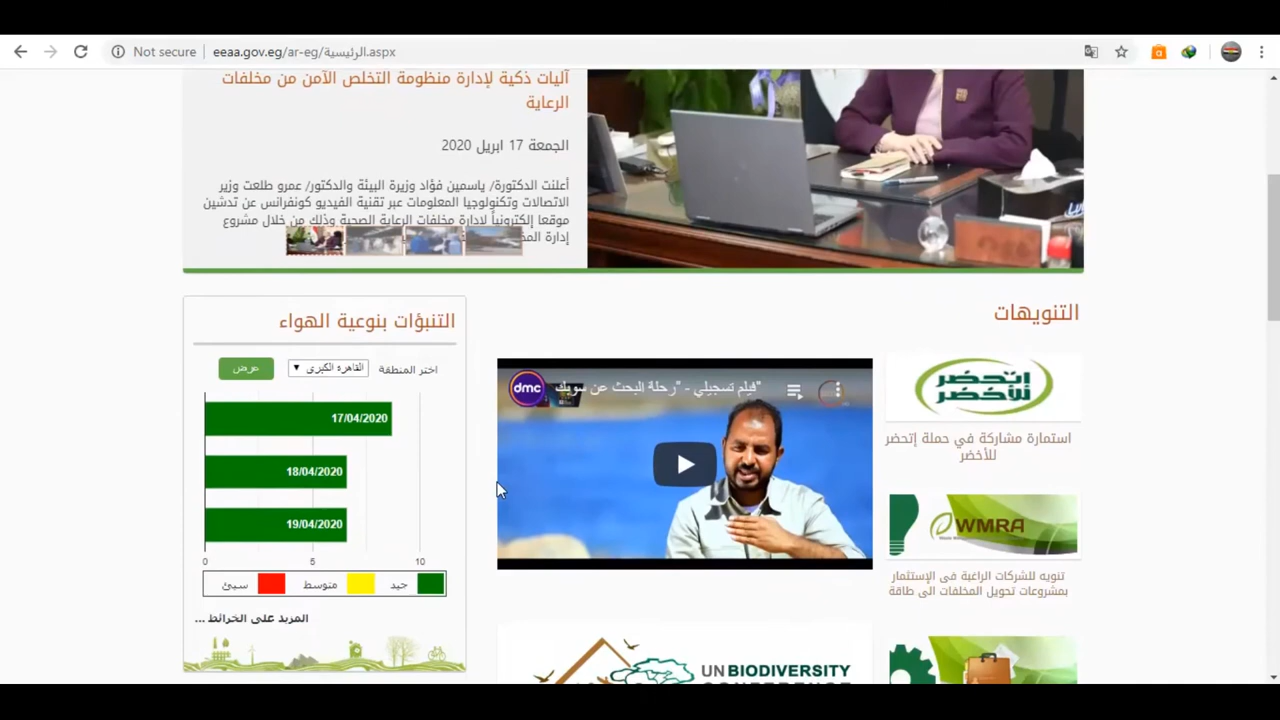 Not secure
eeaa.gov.eg/ar-eg/الرئيسية.aspx
آليات ذكية لإدارة منظومة التخلص الآمن من مخلفات
الرعاية
الجمعة 17 ابريل 2020
أعلنت الدكتورة/ ياسمين فؤاد وزيرة البيئة والدكتور/ عمرو طلعت وزير
الاتصالات وتكنولوجيا المعلومات عبر تقنية الفيديو كونفرانس عن تدشين
موقعا إلكترونياً لإدارة مخلفات الرعاية الصحية وذلك من خلال مشروع
إدارة
التنويهات
dmc
فيلم تسجيلي - "رحلة البحث عن سوبك"
إتحضر
للأخضر
استمارة مشاركة في حملة إتحضر
للأخضر
WMRA
تنويه للشركات الراغبة فى الإستثمار
بمشروعات تحويل المخلفات الى طاقة
UN BIODIVERSITY
CONFERENCE
التنبؤات بنوعية الهواء
اختر المنطقة
القاهرة الكبرى
عرض
17/04/2020
18/04/2020
19/04/2020
0 5 10
جيد متوسط سيئ
المزيد على الخرائط ...